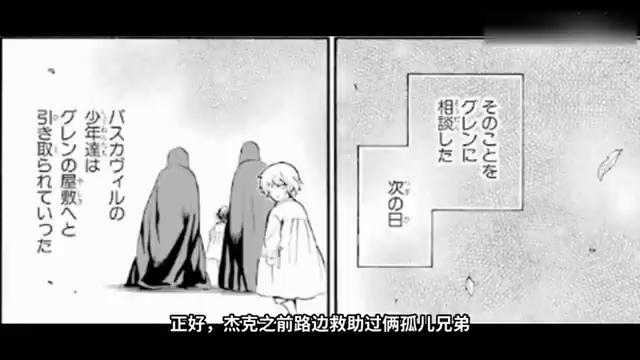 そのことを
グレンに
相談した
次の日
バスカヴィルの
少年達は
グレンの屋敷へと
引き取られていった
正好，杰克之前路边救助过俩孤儿兄弟